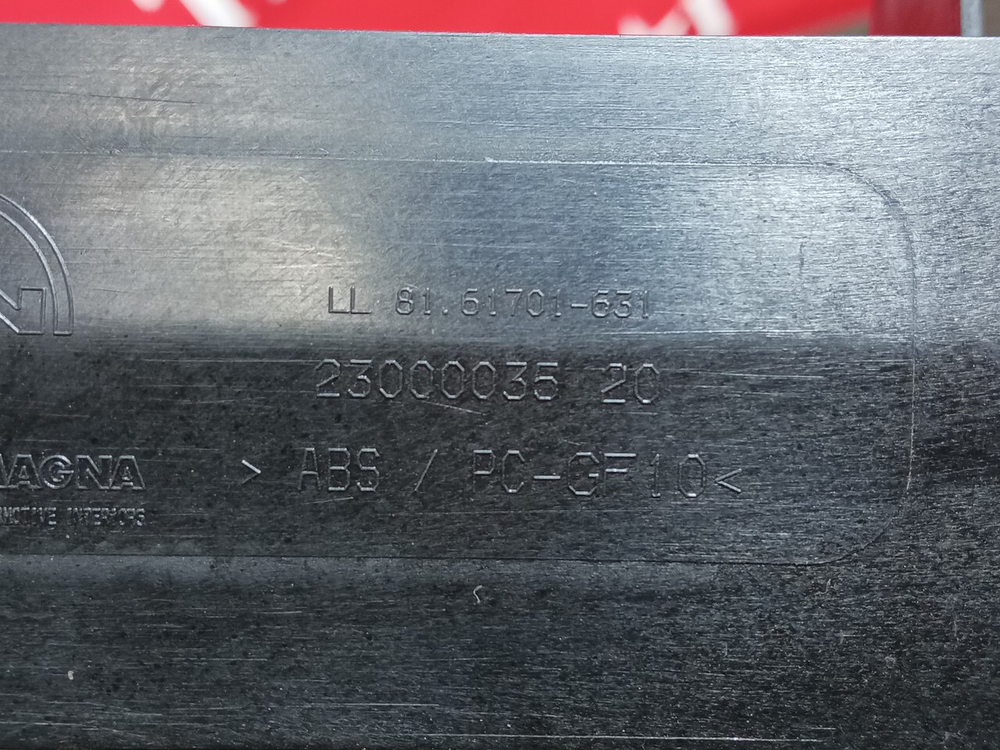 LL 81.61701-631
23000035 20
MAGNA
> ABS / PC-GF10<